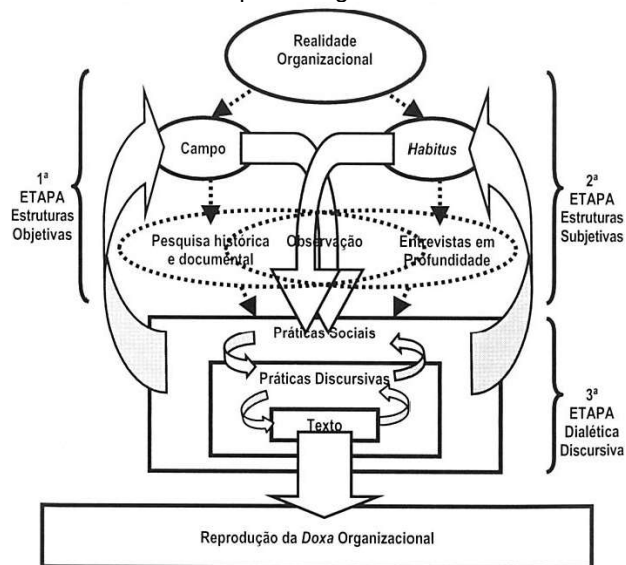 Realidade
Organizacional
Campo
Habitus
1ª
ETAPA
Estruturas
Objetivas
2ª
ETAPA
Estruturas
Subjetivas
Pesquisa histórica
e documental
Observação
Entrevistas em
Profundidade
Práticas Sociais
Práticas Discursivas
Texto
3ª
ETAPA
Dialética
Discursiva
Reprodução da Doxa Organizacional